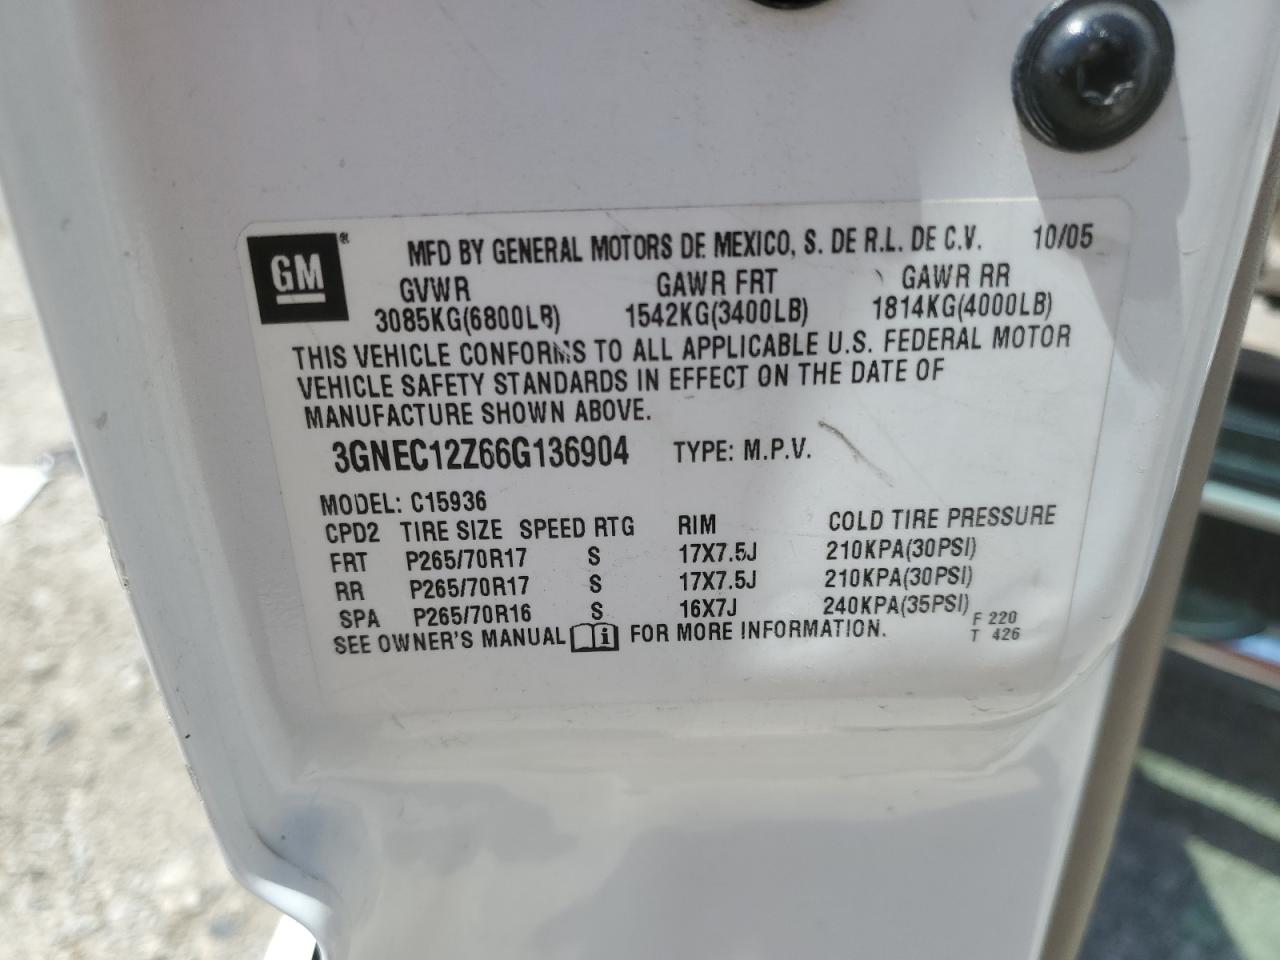 GM® MFD BY GENERAL MOTORS DE MEXICO, S. DE R.L. DE C.V. 10/05
GVWR GAWR FRT GAWR RR
3085KG(6800LB) 1542KG(3400LB) 1814KG(4000LB)
THIS VEHICLE CONFORMS TO ALL APPLICABLE U.S. FEDERAL MOTOR
VEHICLE SAFETY STANDARDS IN EFFECT ON THE DATE OF
MANUFACTURE SHOWN ABOVE.
3GNEC12Z66G136904 TYPE: M.P.V.
MODEL: C15936
CPD2 TIRE SIZE SPEED RTG RIM COLD TIRE PRESSURE
FRT P265/70R17 S 17X7.5J 210KPA(30PSI)
RR P265/70R17 S 17X7.5J 210KPA(30PSI)
SPA P265/70R16 S 16X7J 240KPA(35PSI)
SEE OWNER'S MANUAL FOR MORE INFORMATION.
F 220
T 426